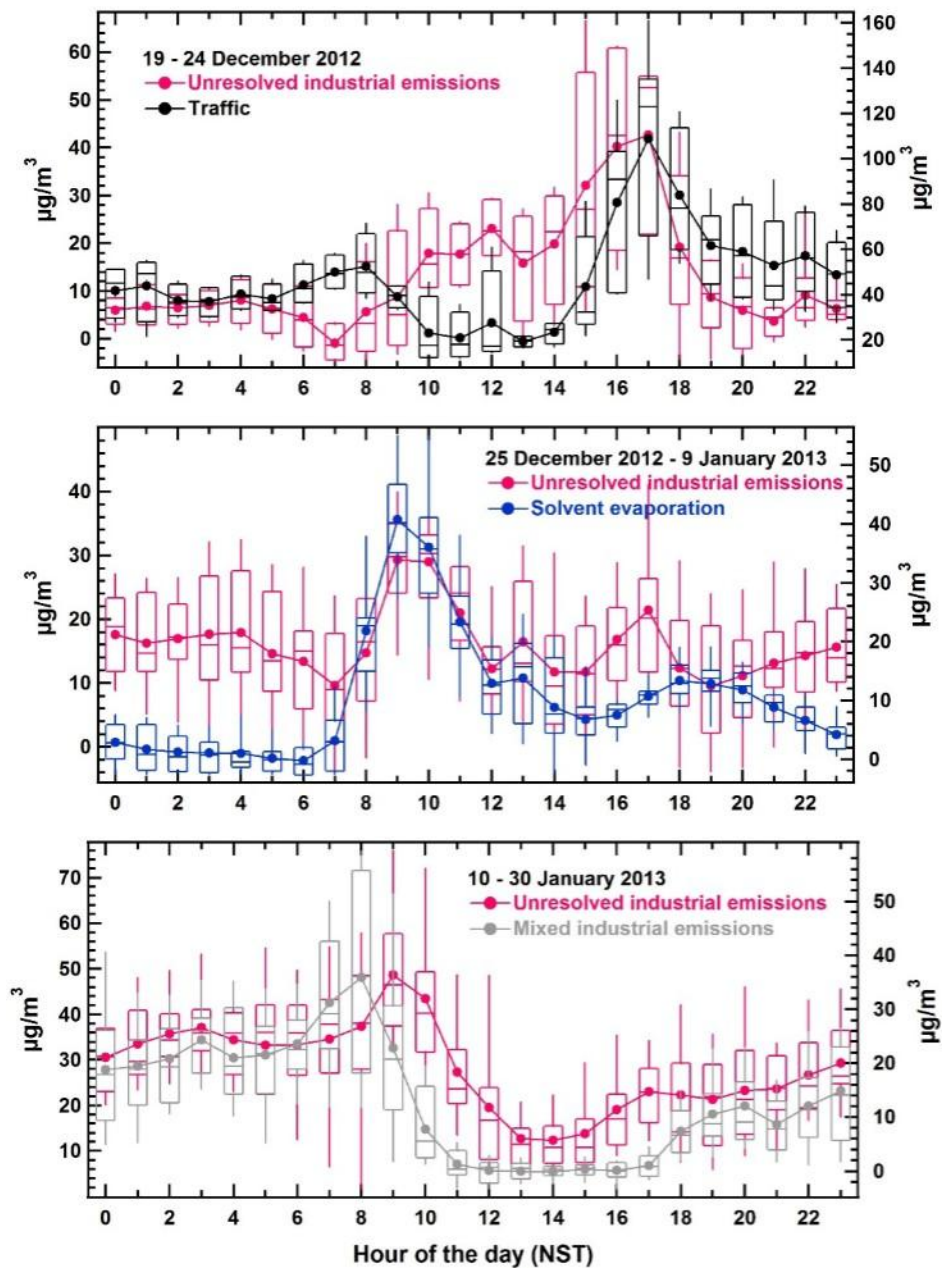 60
50
40
30
20
10
0
µg/m³
19 - 24 December 2012
Unresolved industrial emissions
Traffic
160
140
120
100
80
60
40
20
µg/m³
0 2 4 6 8 10 12 14 16 18 20 22
40
30
20
10
0
µg/m³
25 December 2012 - 9 January 2013
Unresolved industrial emissions
Solvent evaporation
50
40
30
20
10
0
µg/m³
0 2 4 6 8 10 12 14 16 18 20 22
70
60
50
40
30
20
10
µg/m³
10 - 30 January 2013
Unresolved industrial emissions
Mixed industrial emissions
50
40
30
20
10
0
µg/m³
0 2 4 6 8 10 12 14 16 18 20 22
Hour of the day (NST)